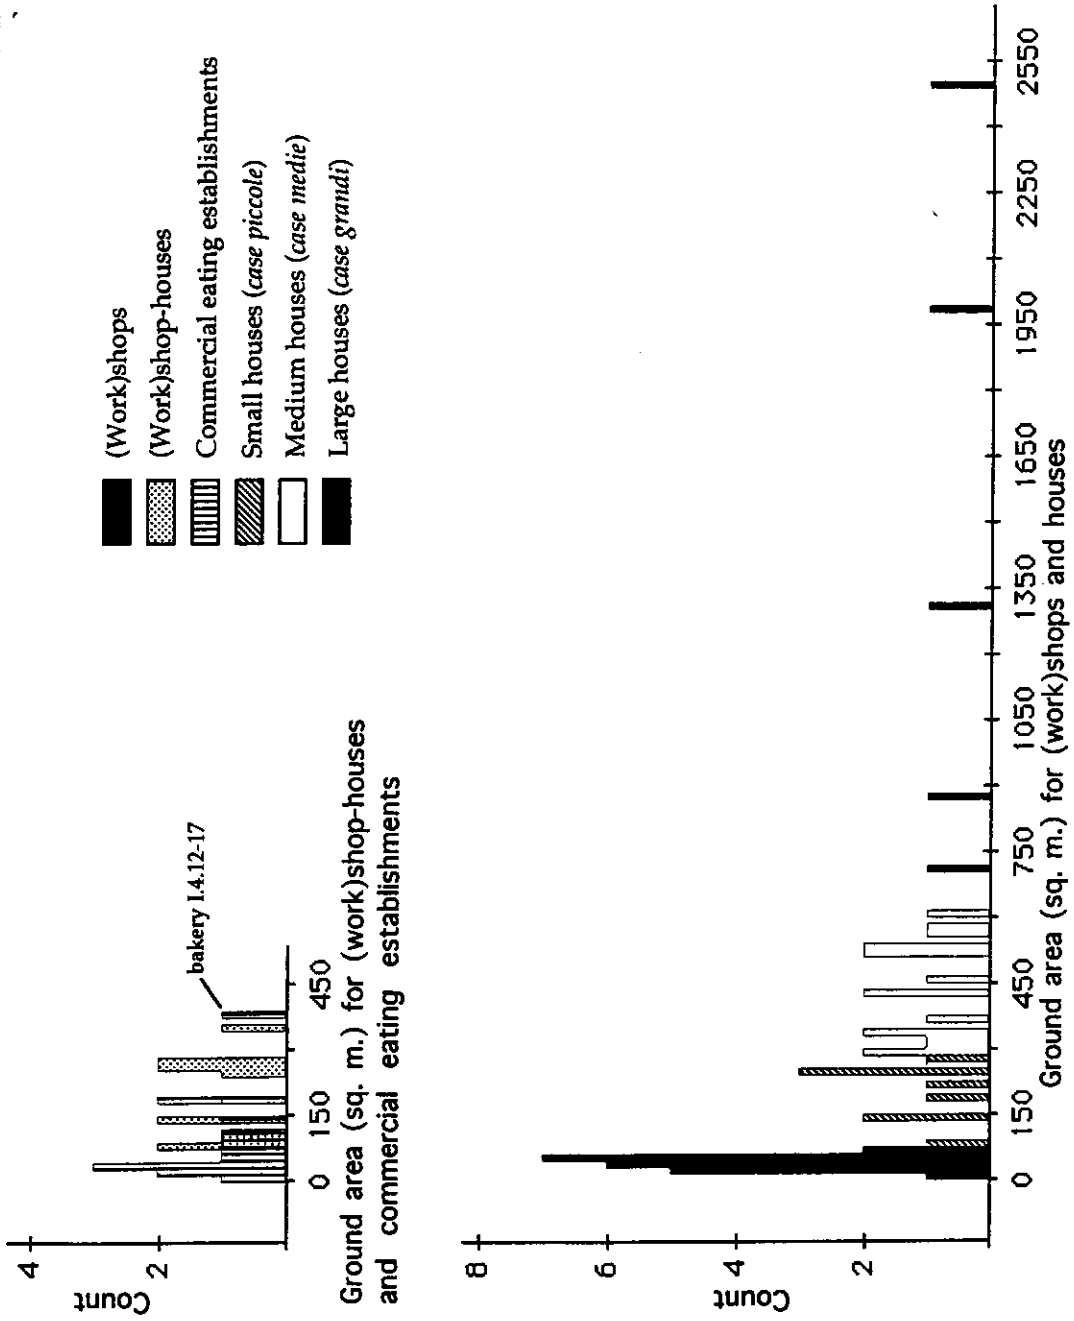 (Work)shops
(Work)shop-houses
Commercial eating establishments
Small houses (case piccole)
Medium houses (case medie)
Large houses (case grandi)
4
2
Count
bakery I.4.12-17
0 150 450
Ground area (sq. m.) for (work)shop-houses
and commercial eating establishments
8
6
4
2
Count
0 150 450 750 1050 1350 1650 1950 2250 2550
Ground area (sq. m.) for (work)shops and houses